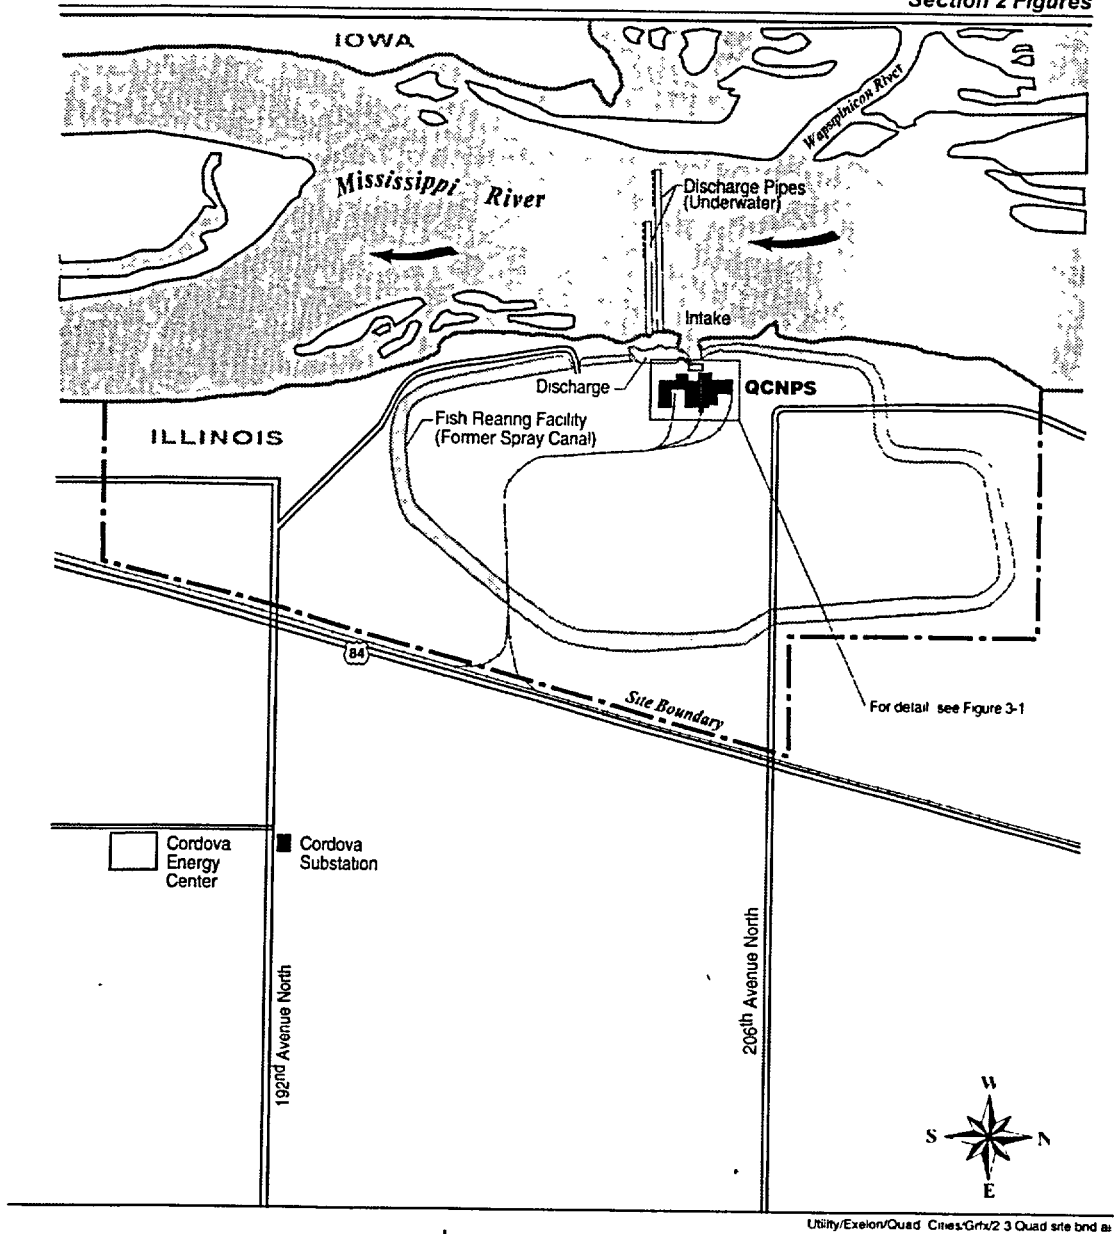 Section 2 Figures
IOWA
Wapsipinicon River
Mississippi River
Discharge Pipes
(Underwater)
Intake
Discharge
QCNPS
Fish Rearing Facility
(Former Spray Canal)
ILLINOIS
84
Site Boundary
For detail see Figure 3-1
Cordova
Energy
Center
Cordova
Substation
192nd Avenue North
206th Avenue North
W
S
N
E
Utility/Exelon/Quad Cities/Grfx/2 3 Quad site bnd ai